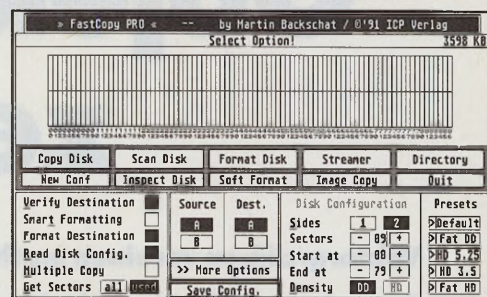 » FastCopy PRO « -- by Martin Backschat / ©'91 ICP Verlag
Select Option! 3598 KB
Copy Disk Scan Disk Format Disk Streamer Directory
New Conf Inspect Disk Soft Format Image Copy Quit
Verify Destination
Smart Formatting
Format Destination
Read Disk Config.
Multiple Copy
Get Sectors all used
Source Dest.
A A
B B
>> More Options
Save Config.
Disk Configuration
Sides 1 2
Sectors - 09 +
Start at - 00 +
End at - 79 +
Density DD HD
Presets
>Default
>Fat DD
>HD 5.25
>HD 3.5
>Fat HD